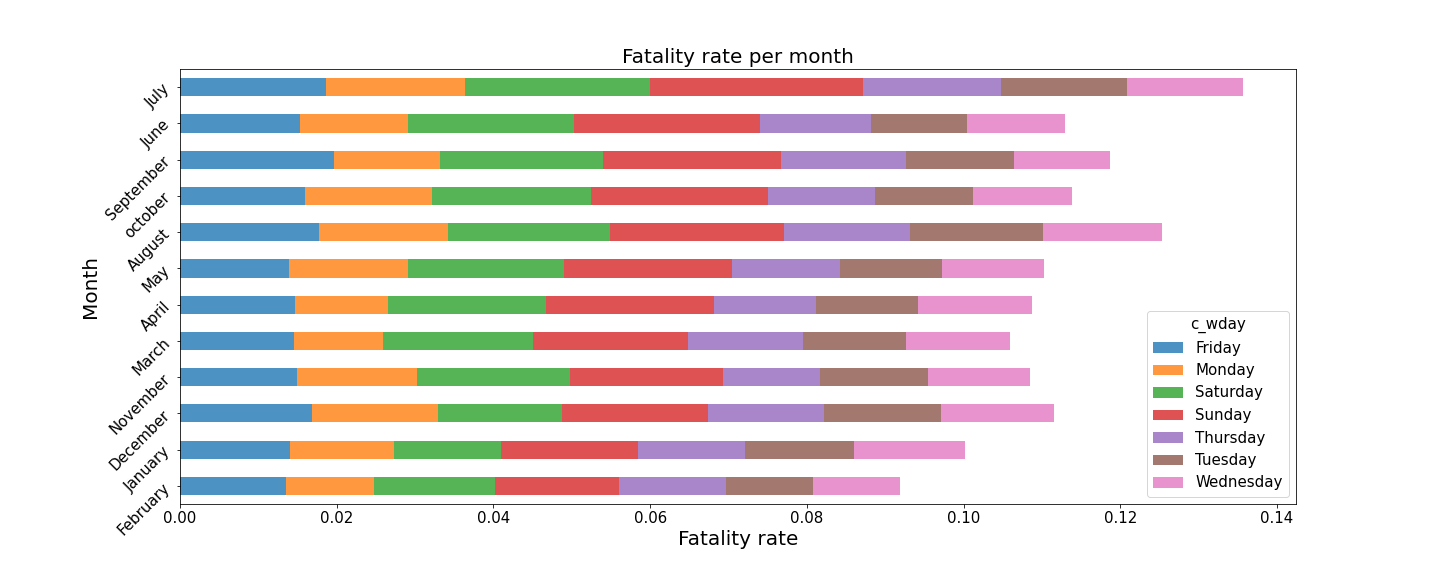 Fatality rate per month
Month
July
June
September
october
August
May
April
March
November
December
January
February
0.00 0.02 0.04 0.06 0.08 0.10 0.12 0.14
Fatality rate
c_wday
Friday
Monday
Saturday
Sunday
Thursday
Tuesday
Wednesday